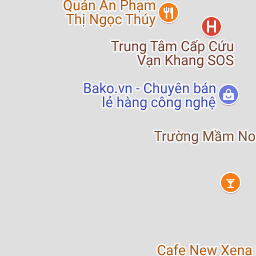 Quán Ăn Phạm
Thị Ngọc Thúy
H
Trung Tâm Cấp Cứu
Vạn Khang SOS
Bako.vn - Chuyên bán
lẻ hàng công nghệ
Trường Mầm No
Cafe New Xena